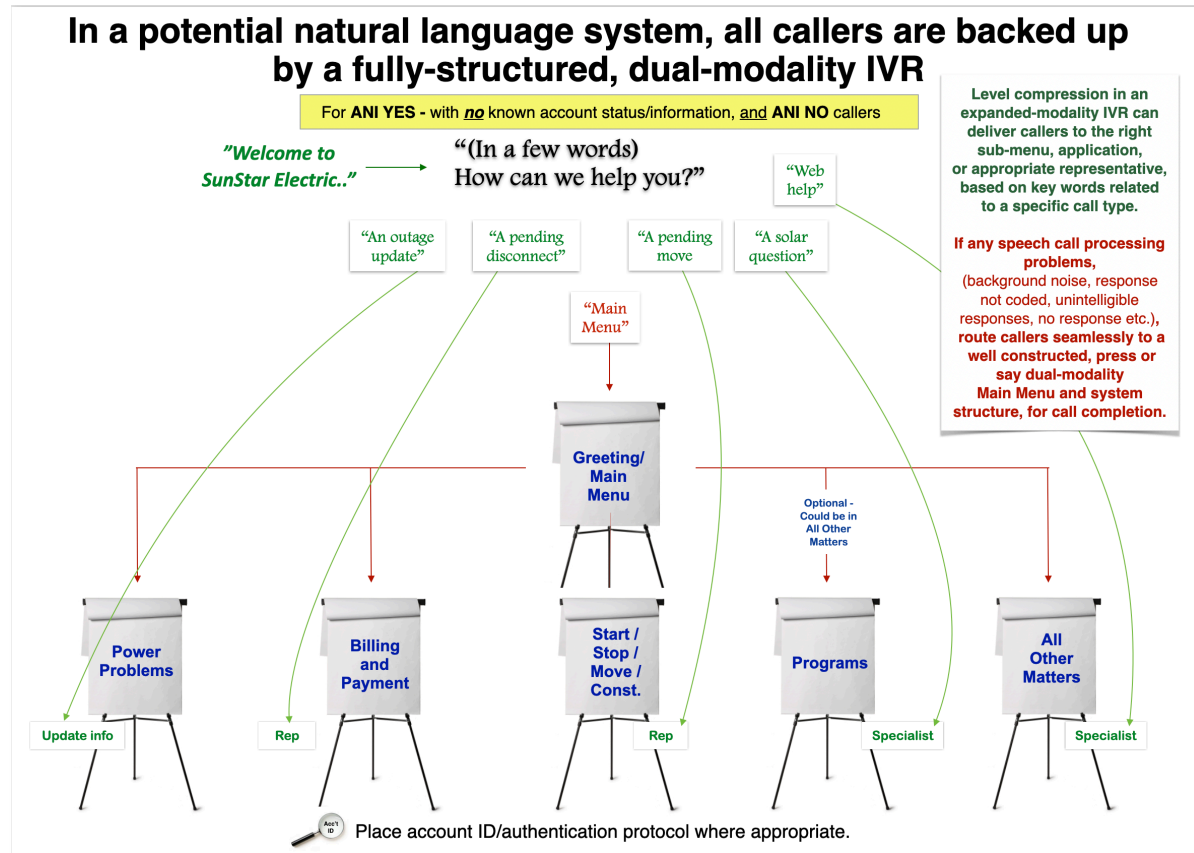 In a potential natural language system, all callers are backed up
by a fully-structured, dual-modality IVR
For ANI YES - with no known account status/information, and ANI NO callers
”Welcome to
SunStar Electric..”
“(In a few words)
How can we help you?”
“Web
help”
Level compression in an
expanded-modality IVR can
deliver callers to the right
sub-menu, application,
or appropriate representative,
based on key words related
to a specific call type.
If any speech call processing
problems,
(background noise, response
not coded, unintelligible
responses, no response etc.),
route callers seamlessly to a
well constructed, press or
say dual-modality
Main Menu and system
structure, for call completion.
“An outage
update”
“A pending
disconnect”
“A pending
move
“A solar
question”
“Main
Menu”
Greeting/
Main
Menu
Optional -
Could be in
All Other
Matters
Power
Problems
Billing
and
Payment
Start /
Stop /
Move /
Const.
Programs
All
Other
Matters
Update info
Rep
Rep
Specialist
Specialist
Acc't
ID
Place account ID/authentication protocol where appropriate.